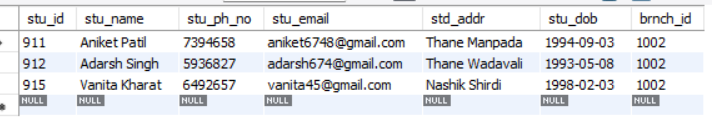 stu_id stu_name stu_ph_no stu_email std_addr stu_dob brnch_id
911 Aniket Patil 7394658 aniket6748@gmail.com Thane Manpada 1994-09-03 1002
912 Adarsh Singh 5936827 adarsh674@gmail.com Thane Wadavali 1993-05-08 1002
915 Vanita Kharat 6492657 vanita45@gmail.com Nashik Shirdi 1998-02-03 1002
NULL NULL NULL NULL NULL NULL NULL